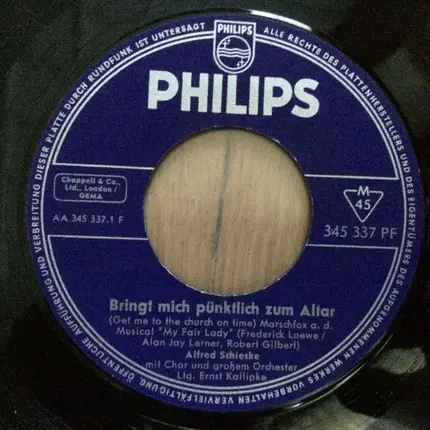 ALLE RECHTE DES PLATTENHERSTELLERS UND DES EIGENTÜMERS DES AUFGENOMMENEN WERKES VORBEHALTEN VERVIELFÄLTIGUNG ÖFFENTLICHE AUFFÜHRUNG UND VERBREITUNG DIESER PLATTE DURCH RUNDFUNK IST UNTERSAGT
PHILIPS
PHILIPS
Chappell & Co.,
Ltd., London /
GEMA
AA 345 337.1 F
M
45
345 337 PF
Bringt mich pünktlich zum Altar
(Get me to the church on time) Marschfox a. d.
Musical "My Fair Lady" (Frederick Loewe /
Alan Jay Lerner, Robert Gilbert)
Alfred Schieske
mit Chor und großem Orchester
Ltg. Ernst Kallipke